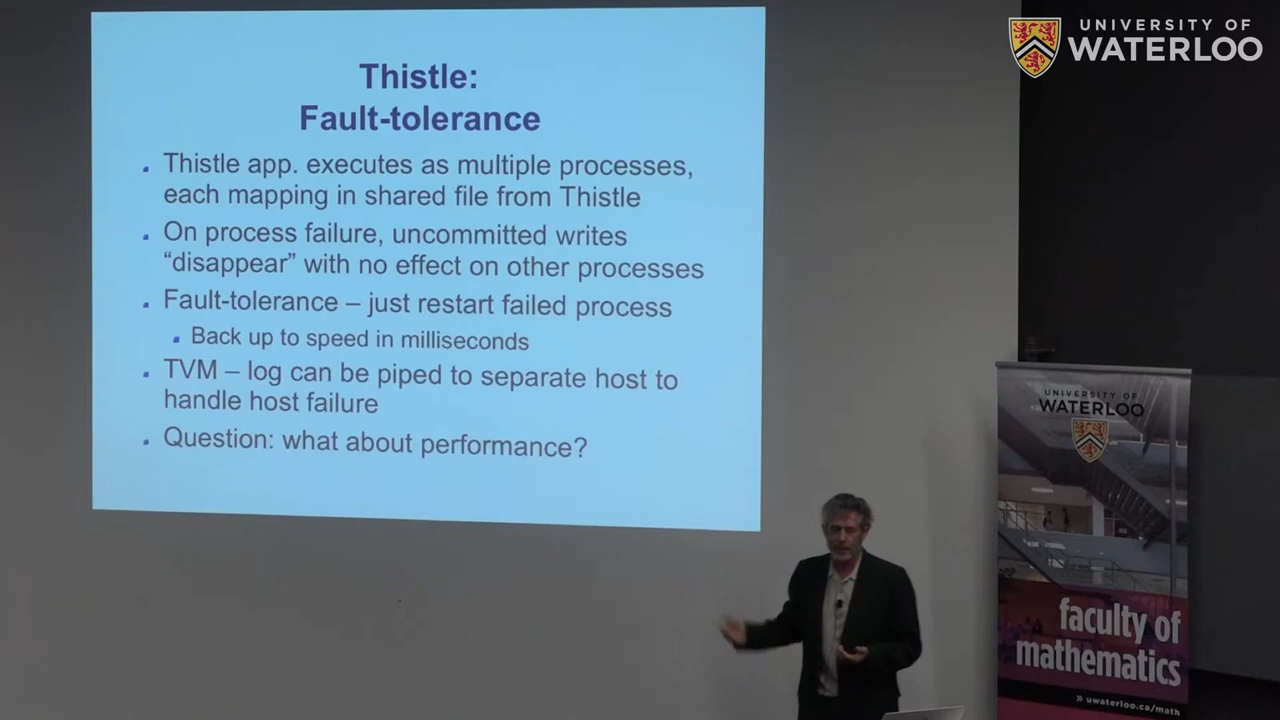 Thistle:
Fault-tolerance
Thistle app. executes as multiple processes,
each mapping in shared file from Thistle
On process failure, uncommitted writes
“disappear” with no effect on other processes
Fault-tolerance – just restart failed process
Back up to speed in milliseconds
TVM – log can be piped to separate host to
handle host failure
Question: what about performance?
UNIVERSITY OF
WATERLOO
UNIVERSITY OF
WATERLOO
faculty of
mathematics
» uwaterloo.ca/math